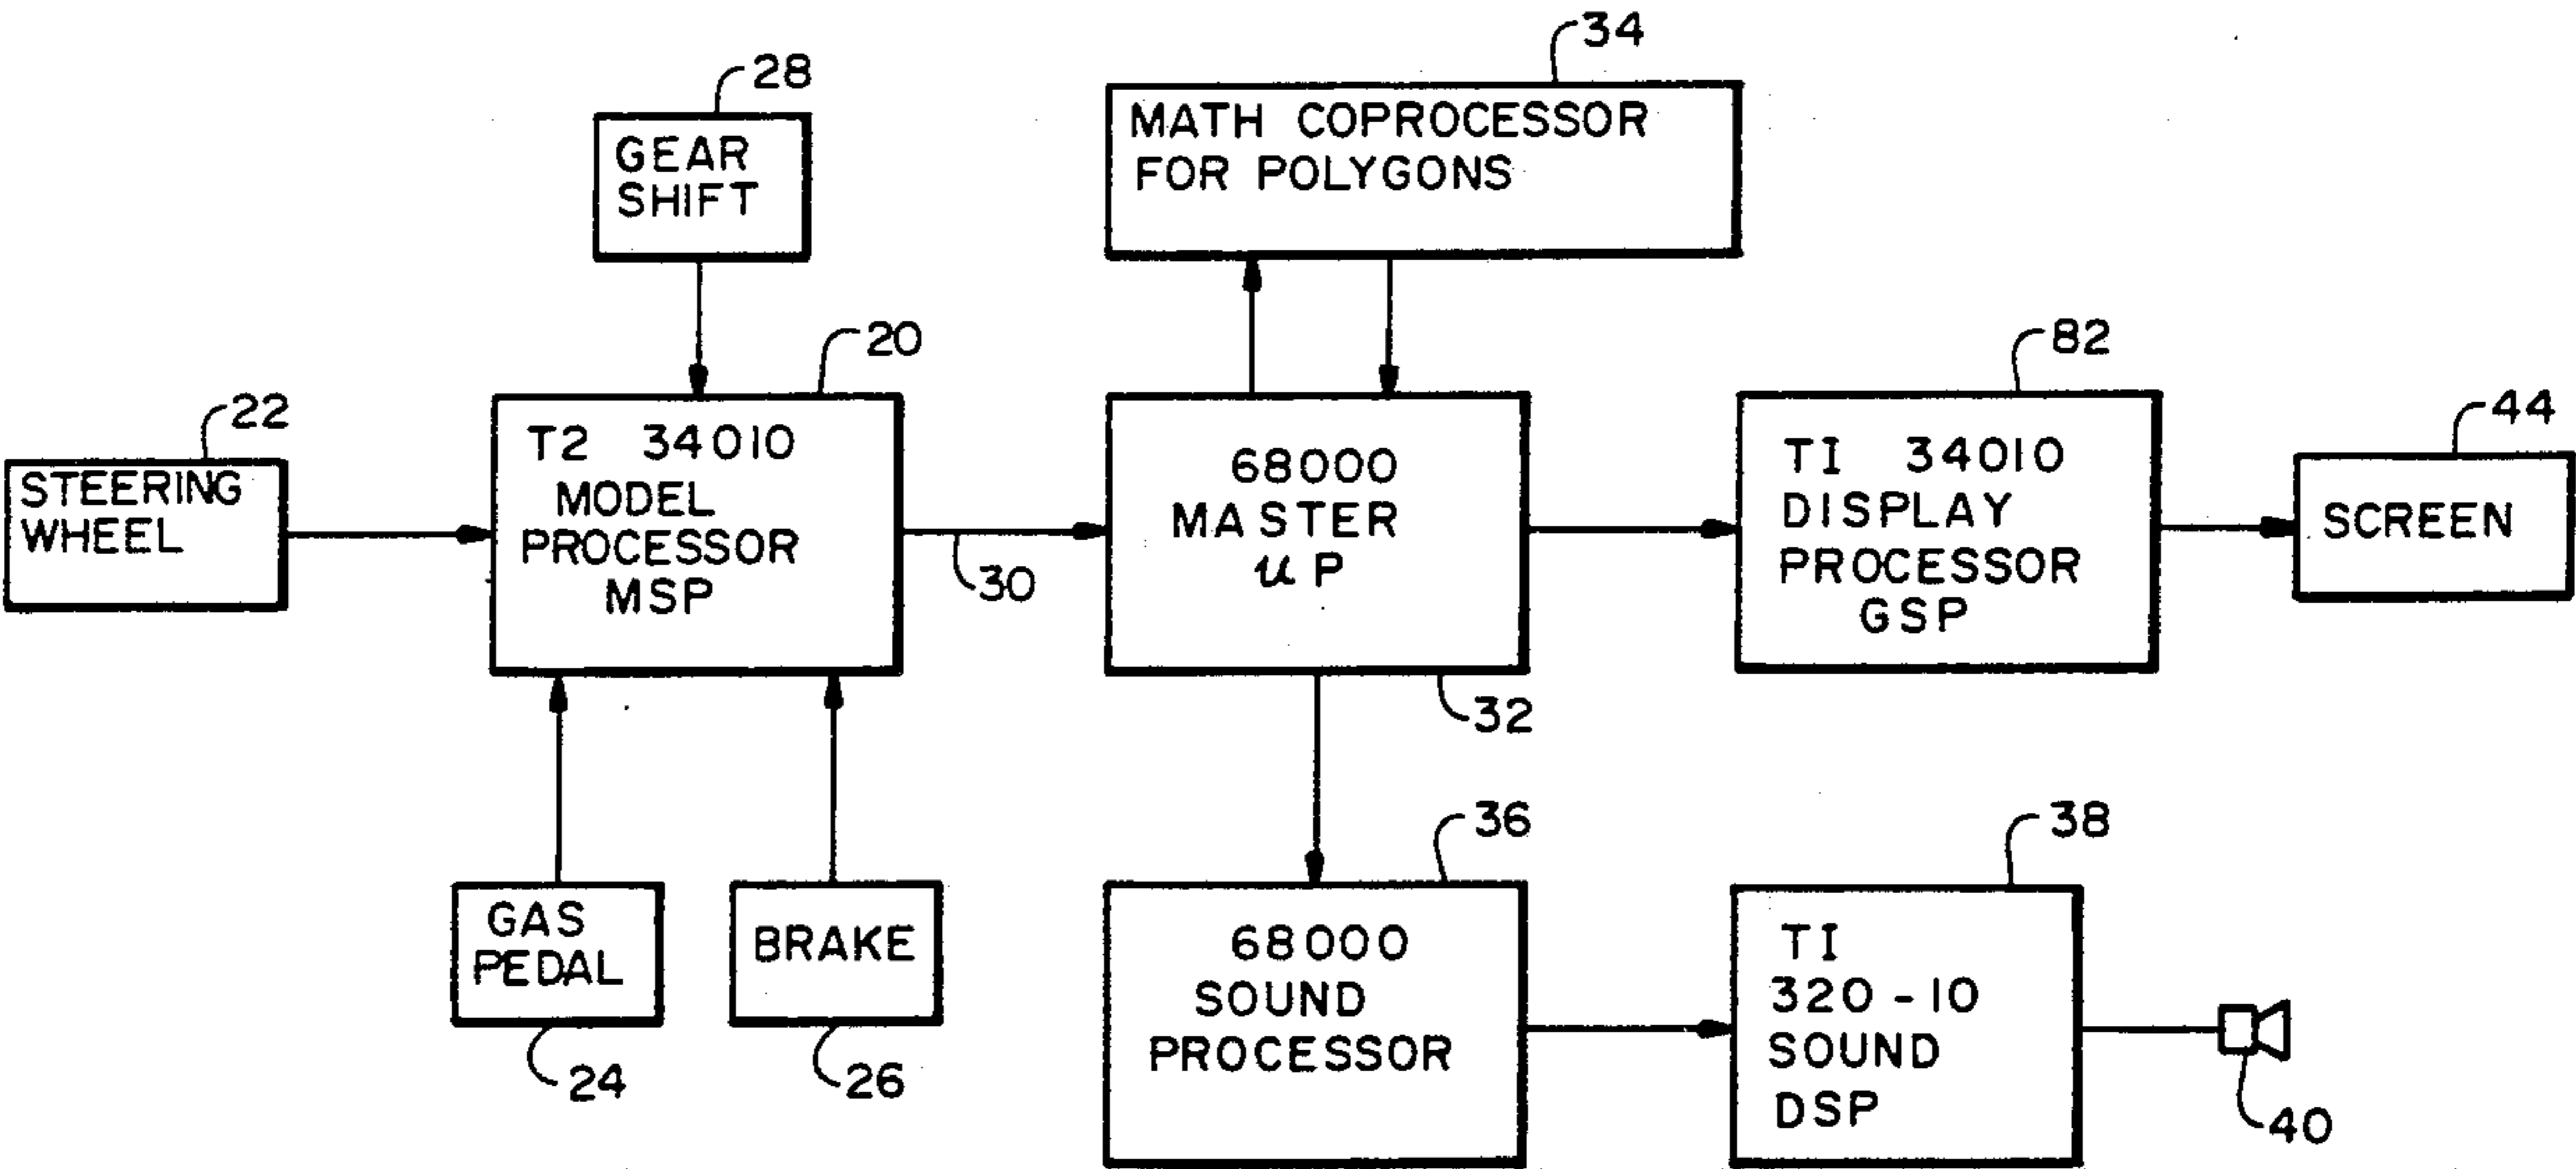 34
28
MATH COPROCESSOR
FOR POLYGONS
GEAR
SHIFT
20
82
22
44
STEERING
WHEEL
T2 34010
MODEL
PROCESSOR
MSP
30
68000
MASTER
uP
32
TI 34010
DISPLAY
PROCESSOR
GSP
SCREEN
36
38
GAS
PEDAL
24
BRAKE
26
68000
SOUND
PROCESSOR
TI
320-10
SOUND
DSP
40